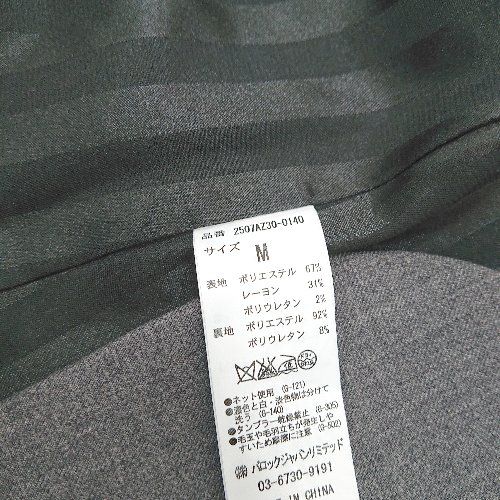 品番 2507AZ30-0140
サイズ M
表地 ポリエステル 67%
レーヨン 31%
ポリウレタン 2%
裏地 ポリエステル 92%
ポリウレタン 8%
●ネット使用 (G-121)
●濃色と白・淡色物は分けて
洗う (G-140)
●タンブラー乾燥禁止 (G-305)
●毛玉や毛羽立ちが発生しや
すいため摩擦に注意 (G-502)
㈱バロックジャパンリミテッド
03-6730-9191
IN CHINA